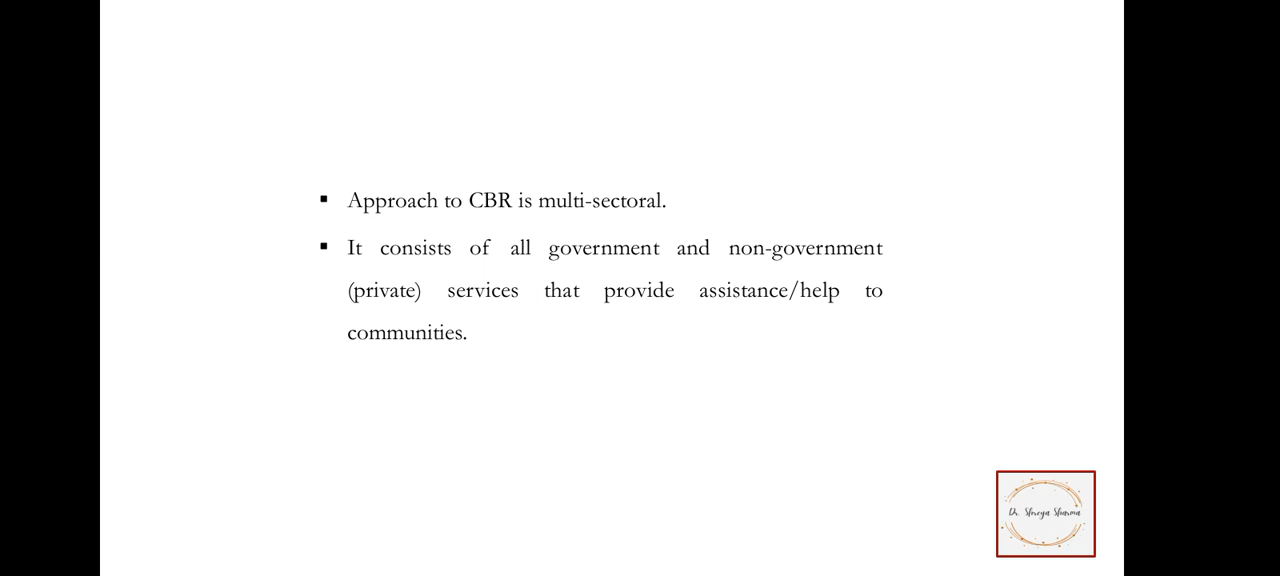 ▪ Approach to CBR is multi-sectoral.
▪ It consists of all government and non-government
(private) services that provide assistance/help to
communities.
Dr. Shreya Sharma